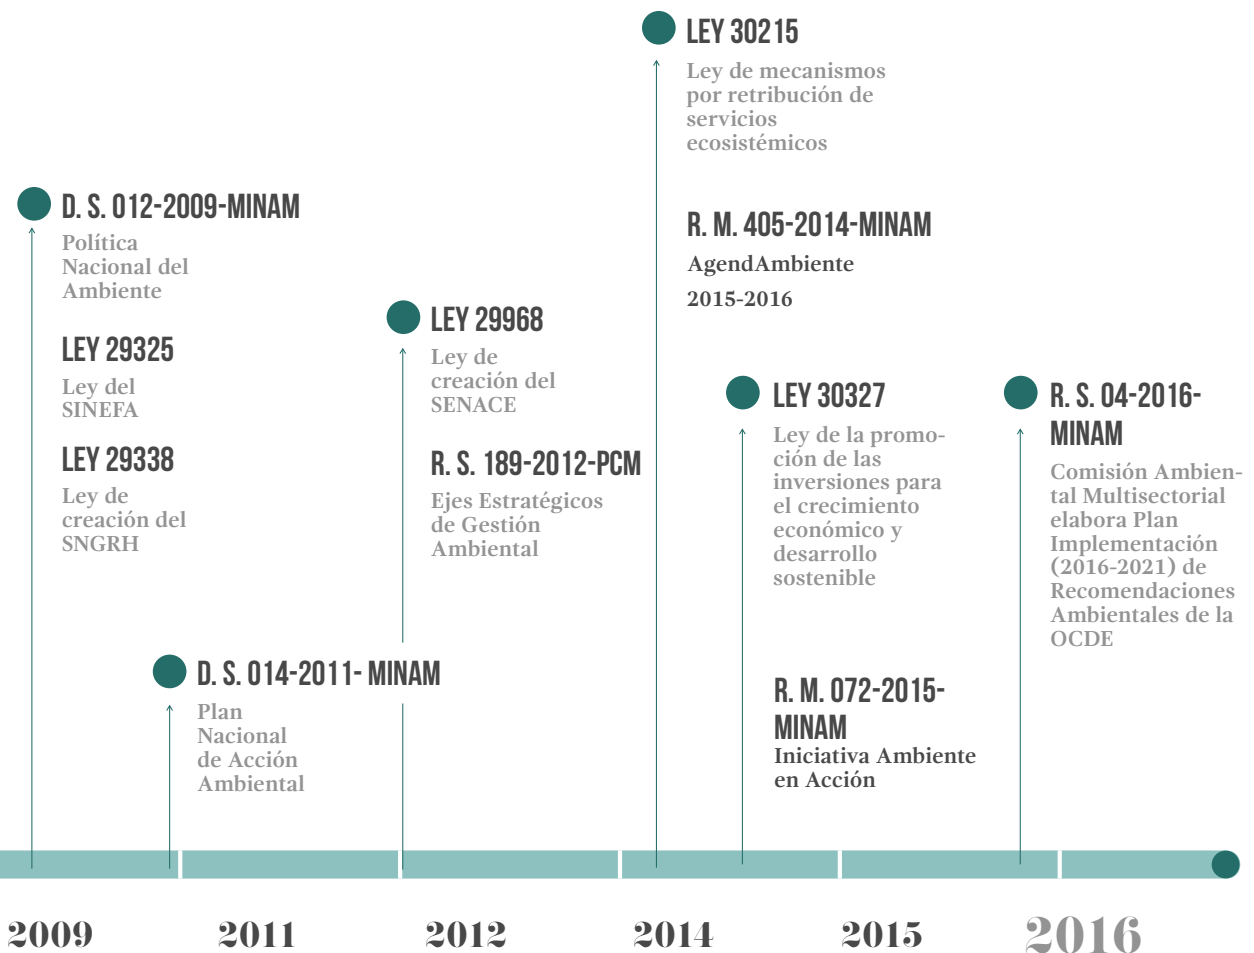 D. S. 012-2009-MINAM
Política
Nacional del
Ambiente
LEY 29325
Ley del
SINEFA
LEY 29338
Ley de
creación del
SNGRH
D. S. 014-2011- MINAM
Plan
Nacional
de Acción
Ambiental
LEY 29968
Ley de
creación del
SENACE
R. S. 189-2012-PCM
Ejes Estratégicos
de Gestión
Ambiental
LEY 30215
Ley de mecanismos
por retribución de
servicios
ecosistémicos
R. M. 405-2014-MINAM
AgendAmbiente
2015-2016
LEY 30327
Ley de la promo-
ción de las
inversiones para
el crecimiento
económico y
desarrollo
sostenible
R. M. 072-2015-
MINAM
Iniciativa Ambiente
en Acción
R. S. 04-2016-
MINAM
Comisión Ambien-
tal Multisectorial
elabora Plan
Implementación
(2016-2021) de
Recomendaciones
Ambientales de la
OCDE
2009
2011
2012
2014
2015
2016